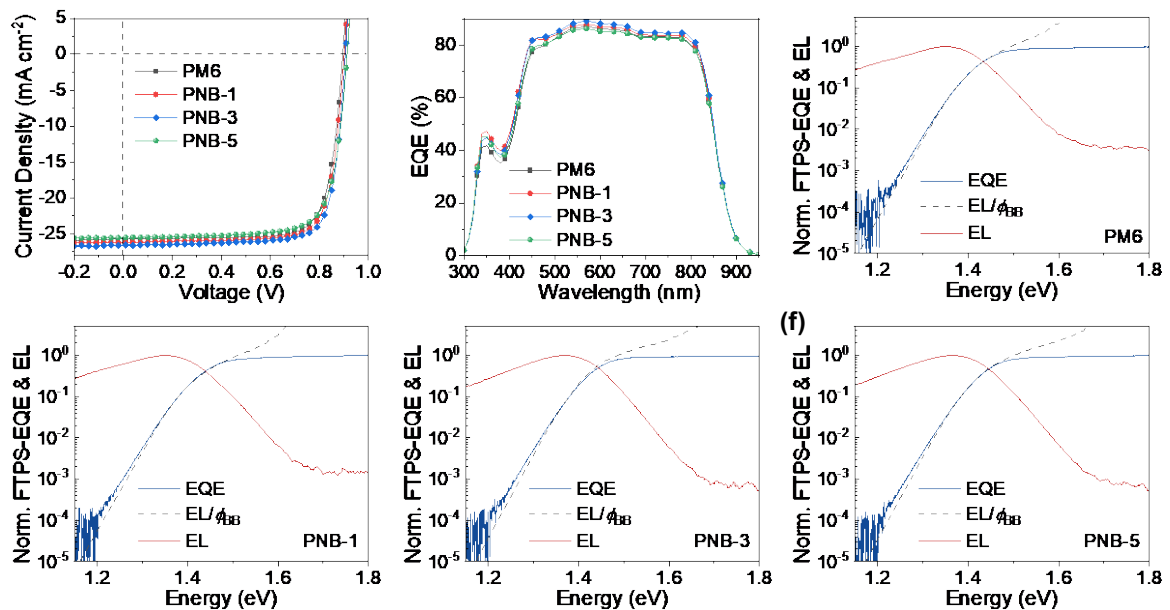 Current Density (mA cm⁻²)
5
0
-5
-10
-15
-20
-25
PM6
PNB-1
PNB-3
PNB-5
-0.2 0.0 0.2 0.4 0.6 0.8 1.0
Voltage (V)
EQE (%)
80
60
40
20
0
PM6
PNB-1
PNB-3
PNB-5
300 400 500 600 700 800 900
Wavelength (nm)
Norm. FTPS-EQE & EL
10⁰
10⁻¹
10⁻²
10⁻³
10⁻⁴
10⁻⁵
EQE
EL/ϕBB
EL
PM6
1.2 1.4 1.6 1.8
Energy (eV)
Norm. FTPS-EQE & EL
10⁰
10⁻¹
10⁻²
10⁻³
10⁻⁴
10⁻⁵
EQE
EL/ϕBB
EL
PNB-1
1.2 1.4 1.6 1.8
Energy (eV)
Norm. FTPS-EQE & EL
10⁰
10⁻¹
10⁻²
10⁻³
10⁻⁴
10⁻⁵
EQE
EL/ϕBB
EL
PNB-3
1.2 1.4 1.6 1.8
Energy (eV)
(f)
Norm. FTPS-EQE & EL
10⁰
10⁻¹
10⁻²
10⁻³
10⁻⁴
10⁻⁵
EQE
EL/ϕBB
EL
PNB-5
1.2 1.4 1.6 1.8
Energy (eV)